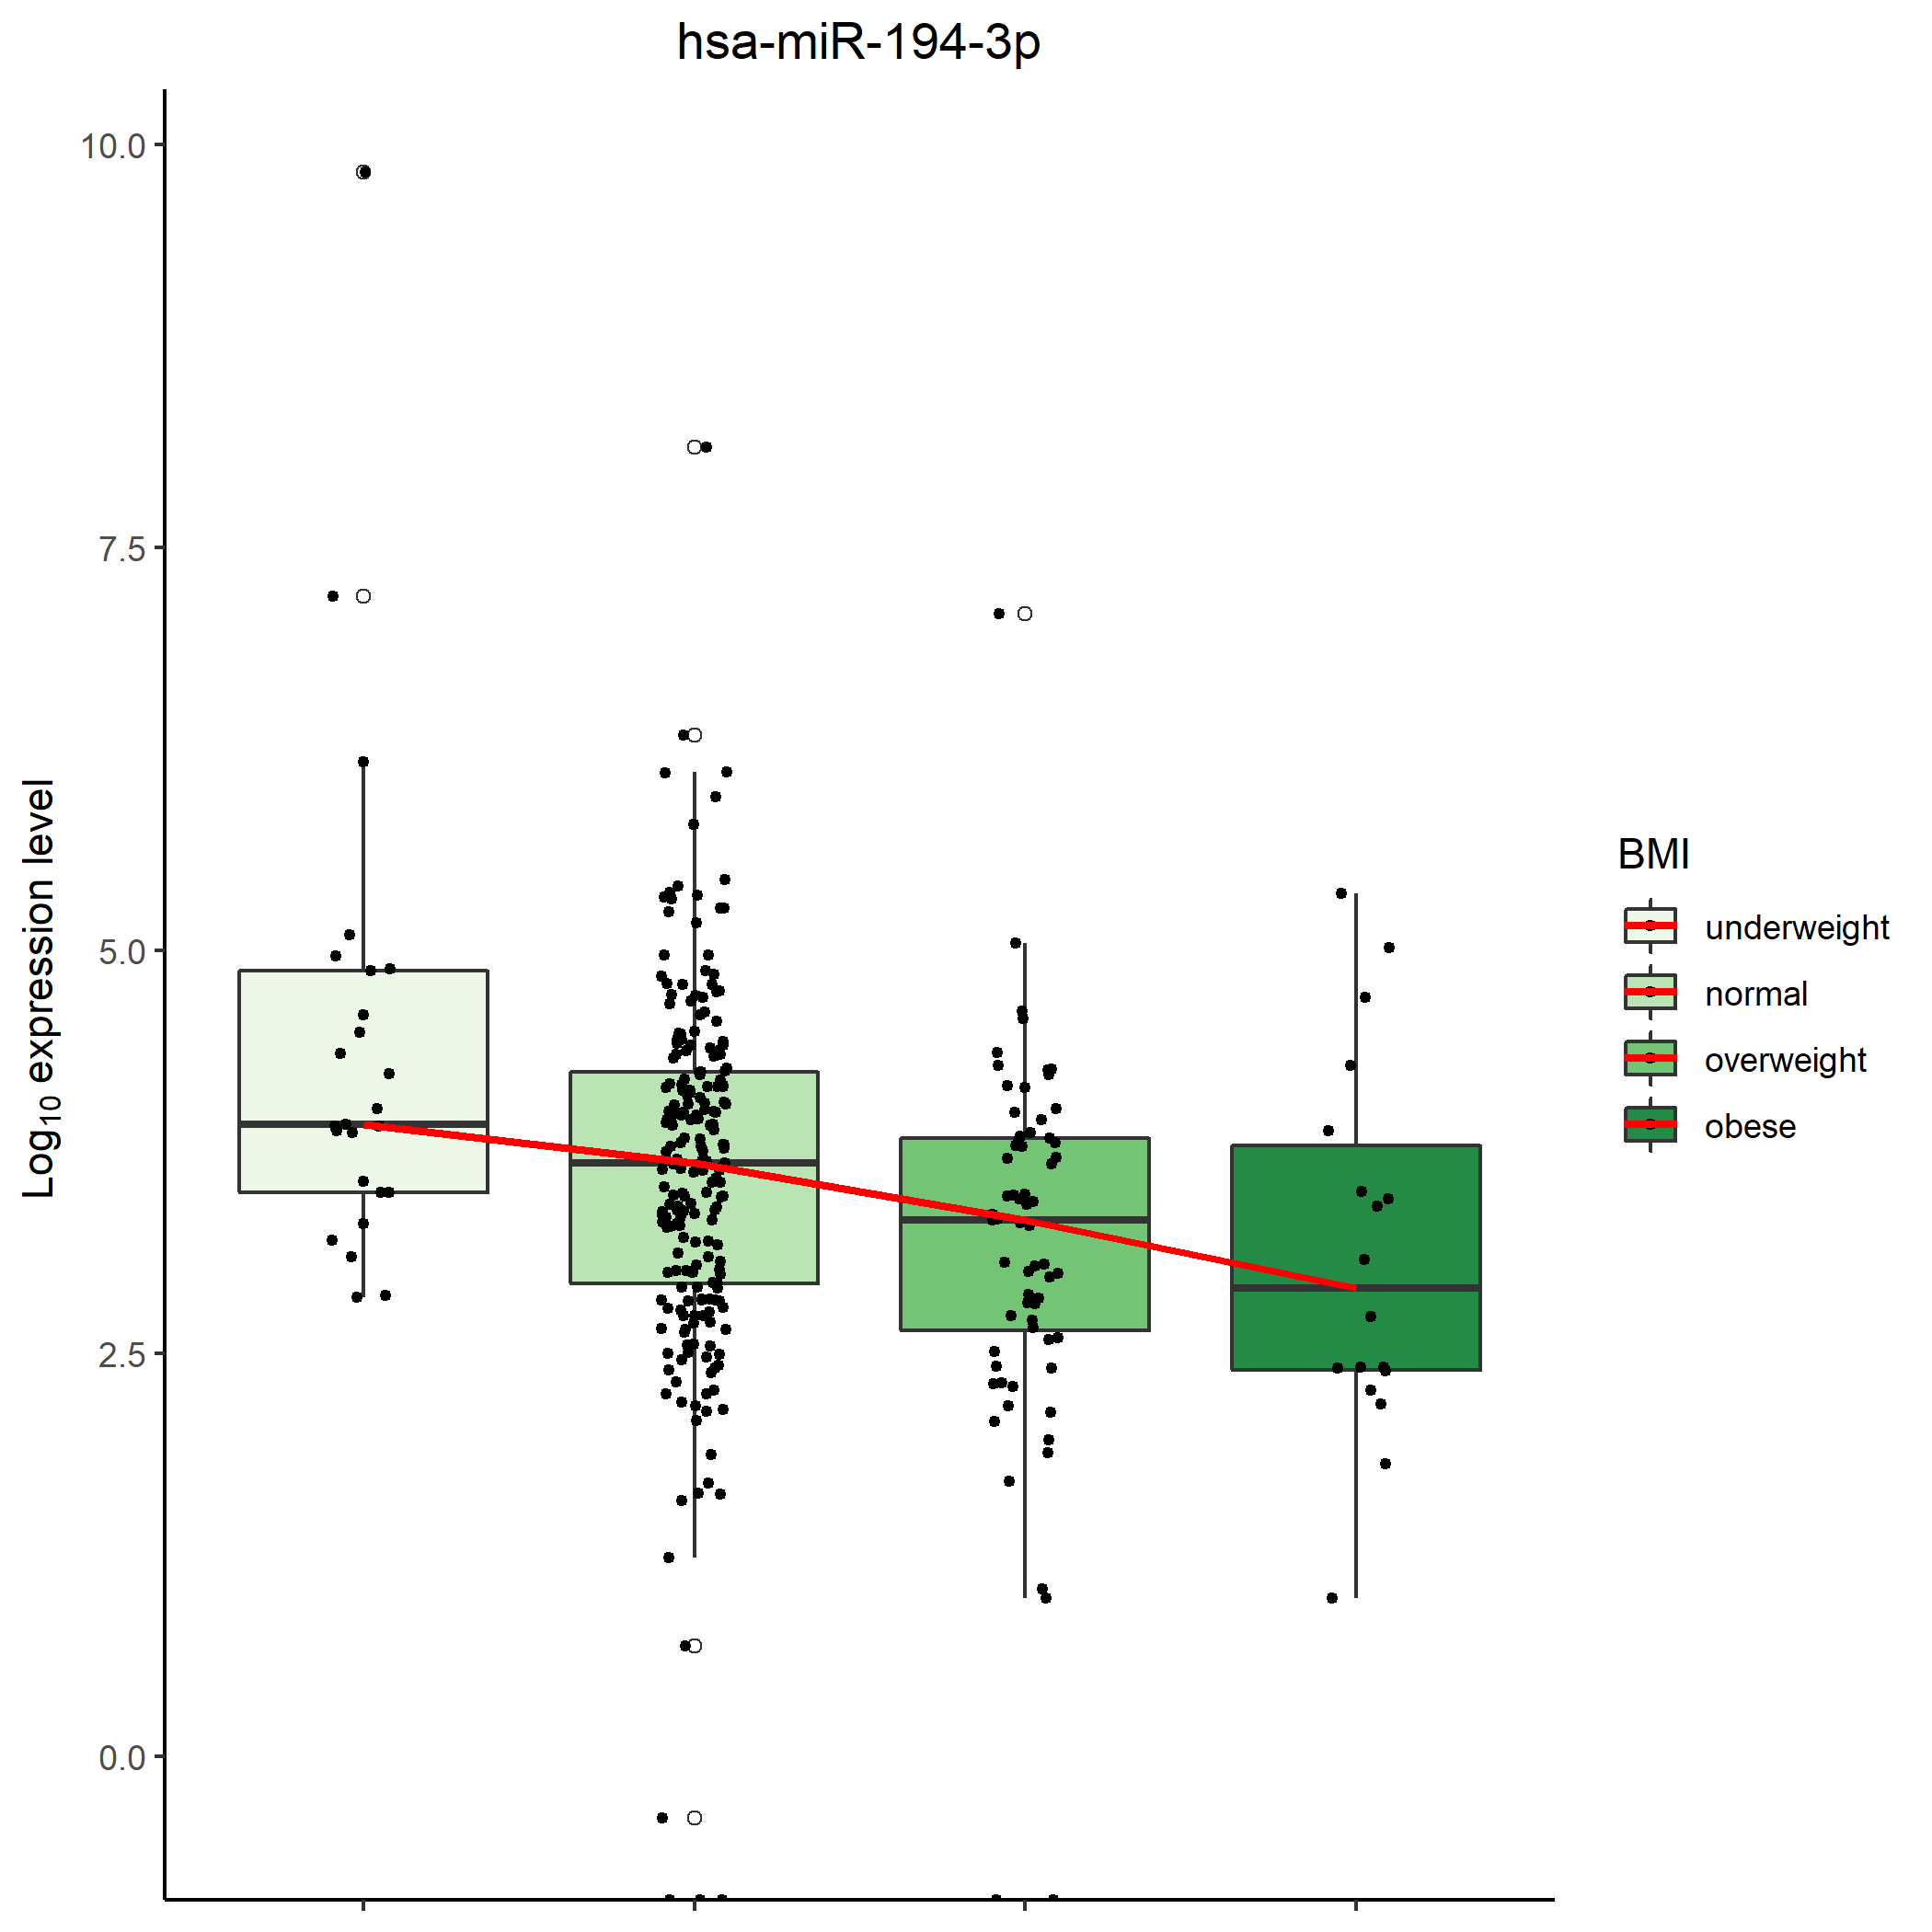 hsa-miR-194-3p
10.0
7.5
5.0
2.5
0.0
Log₁₀ expression level
BMI
underweight
normal
overweight
obese